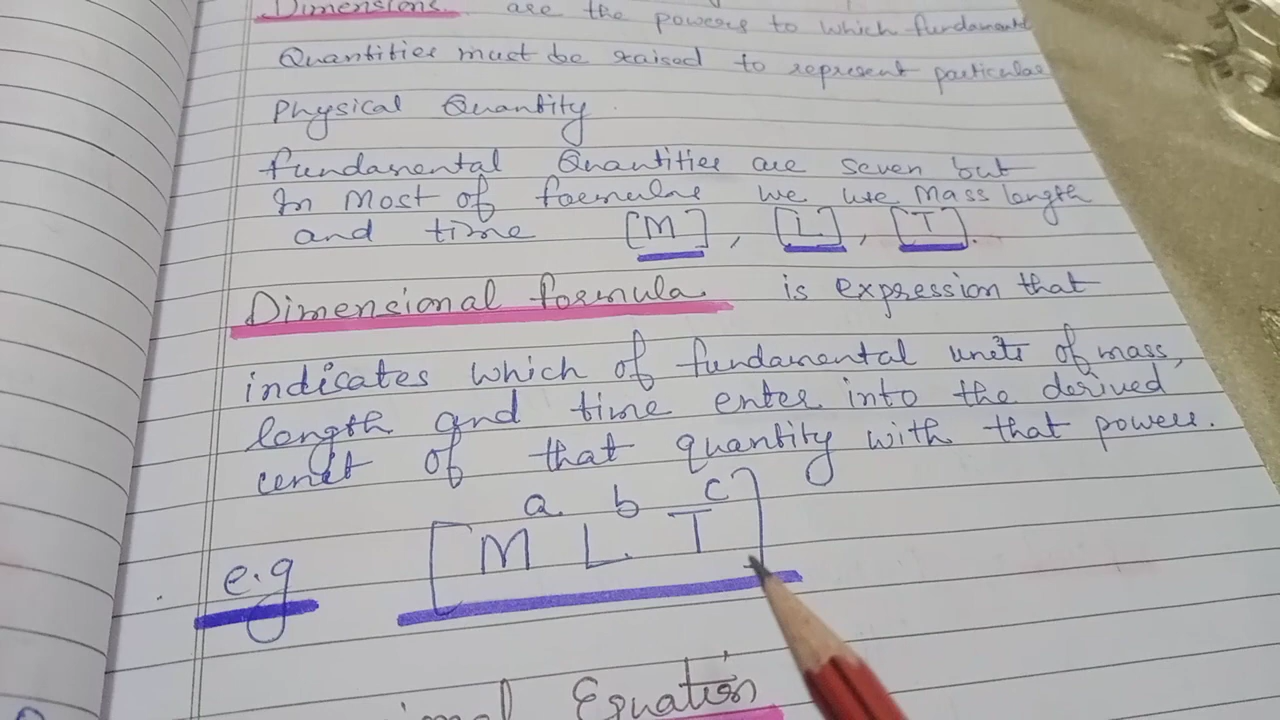 Dimensions. are the powers to which fundamental
Quantities must be raised to represent particular
Physical Quantity.
fundamental Quantities are seven but
In most of formulas we use Mass length
and time [M], [L], [T].
Dimensional formula is expression that
indicates which of fundamental units of mass,
length and time enter into the derived
unit of that quantity with that powers.
e.g [M^a L^b T^c]
Equation